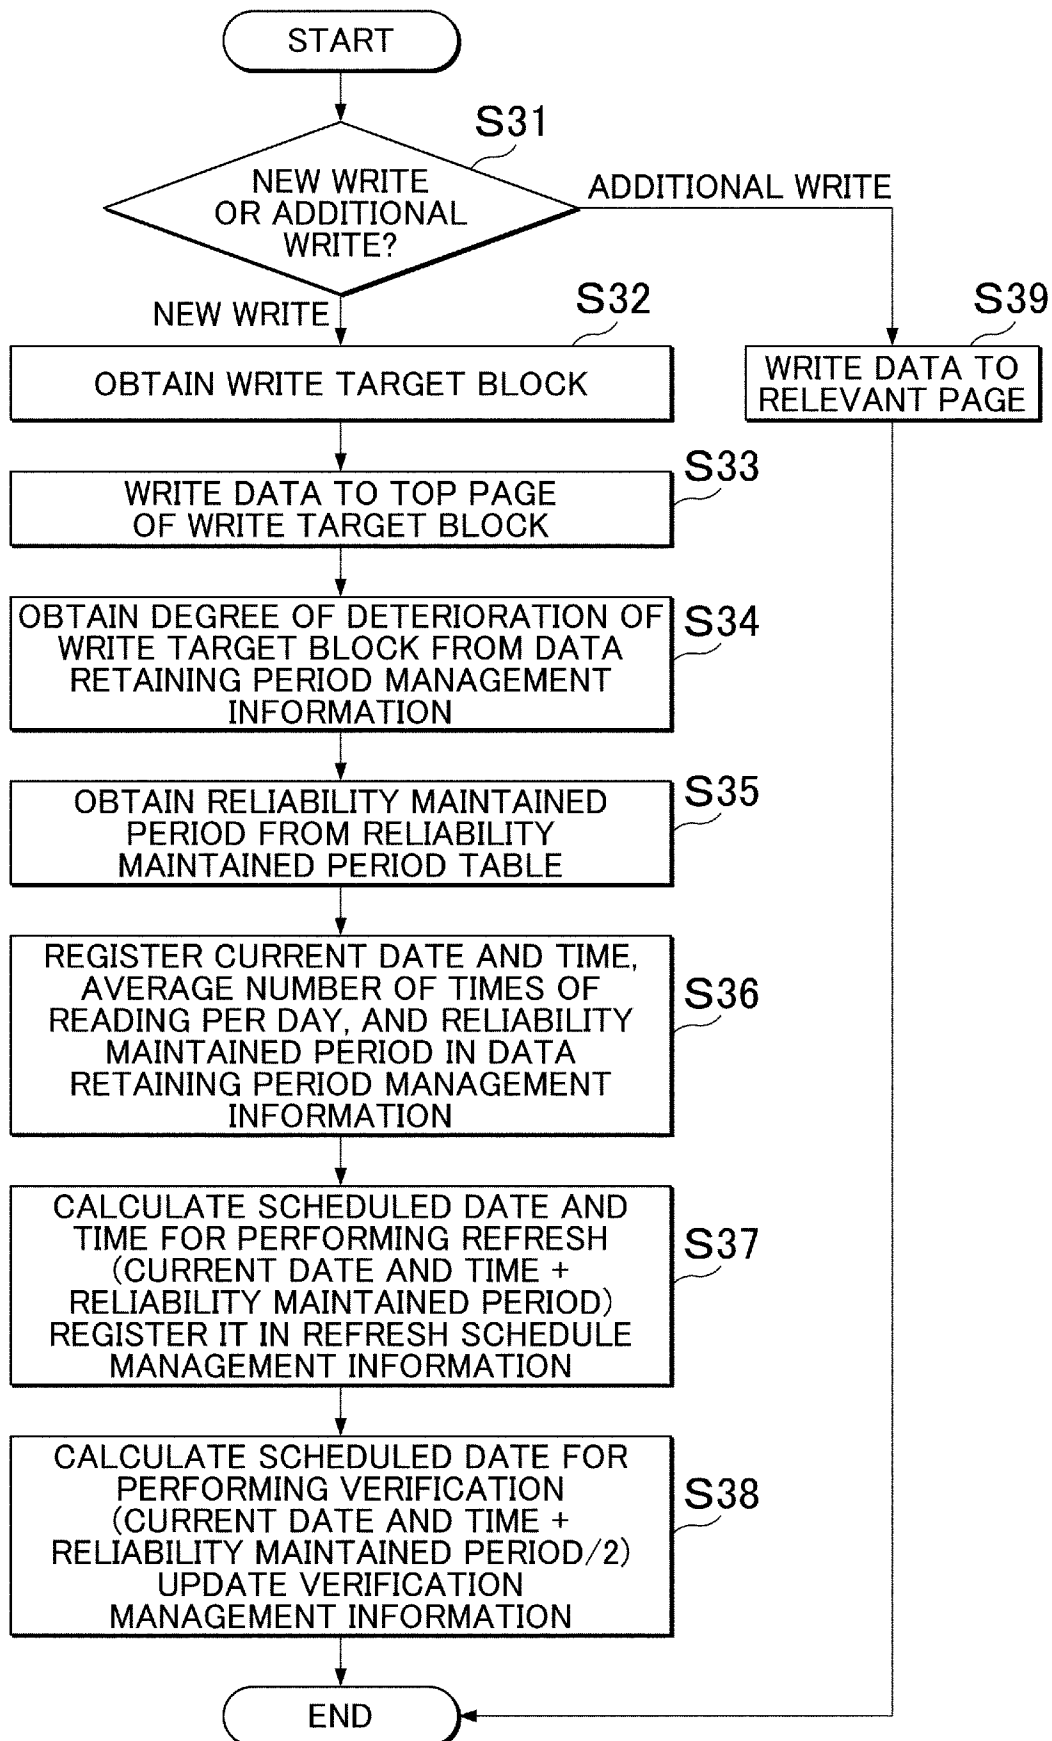 START
S31
NEW WRITE
OR ADDITIONAL
WRITE?
ADDITIONAL WRITE
NEW WRITE
S32
OBTAIN WRITE TARGET BLOCK
S39
WRITE DATA TO
RELEVANT PAGE
S33
WRITE DATA TO TOP PAGE
OF WRITE TARGET BLOCK
S34
OBTAIN DEGREE OF DETERIORATION OF
WRITE TARGET BLOCK FROM DATA
RETAINING PERIOD MANAGEMENT
INFORMATION
S35
OBTAIN RELIABILITY MAINTAINED
PERIOD FROM RELIABILITY
MAINTAINED PERIOD TABLE
S36
REGISTER CURRENT DATE AND TIME,
AVERAGE NUMBER OF TIMES OF
READING PER DAY, AND RELIABILITY
MAINTAINED PERIOD IN DATA
RETAINING PERIOD MANAGEMENT
INFORMATION
S37
CALCULATE SCHEDULED DATE AND
TIME FOR PERFORMING REFRESH
(CURRENT DATE AND TIME +
RELIABILITY MAINTAINED PERIOD)
REGISTER IT IN REFRESH SCHEDULE
MANAGEMENT INFORMATION
S38
CALCULATE SCHEDULED DATE FOR
PERFORMING VERIFICATION
(CURRENT DATE AND TIME +
RELIABILITY MAINTAINED PERIOD/2)
UPDATE VERIFICATION
MANAGEMENT INFORMATION
END